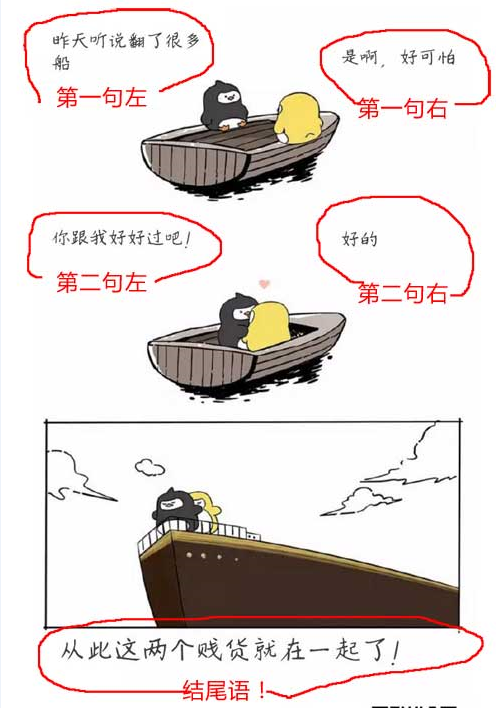 昨天听说翻了很多
船
是啊，好可怕
第一句左
第一句右
你跟我好好过吧！
好的
第二句左
第二句右
从此这两个贱货就在一起了！
结尾语！